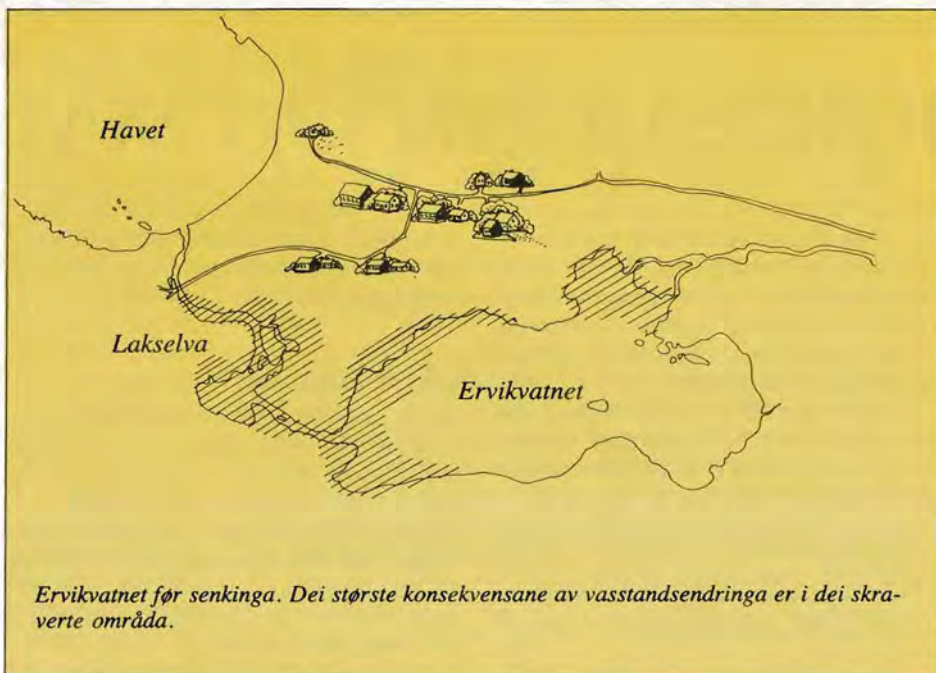 Havet
Lakselva
Ervikvatnet
Ervikvatnet før senkinga. Dei største konsekvensane av vasstandsendringa er i dei skra-
verte områda.